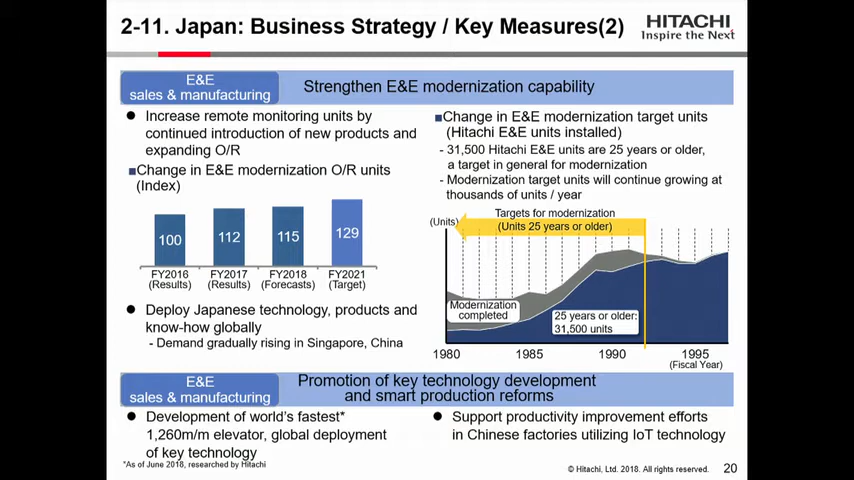 2-11. Japan: Business Strategy / Key Measures(2)
HITACHI
Inspire the Next
E&E
sales & manufacturing
Strengthen E&E modernization capability
● Increase remote monitoring units by
continued introduction of new products and
expanding O/R
■Change in E&E modernization O/R units
(Index)
100
112
115
129
FY2016
(Results)
FY2017
(Results)
FY2018
(Forecasts)
FY2021
(Target)
● Deploy Japanese technology, products and
know-how globally
- Demand gradually rising in Singapore, China
■Change in E&E modernization target units
(Hitachi E&E units installed)
- 31,500 Hitachi E&E units are 25 years or older,
a target in general for modernization
- Modernization target units will continue growing at
thousands of units / year
Targets for modernization
(Units)
(Units 25 years or older)
Modernization
completed
25 years or older:
31,500 units
1980 1985 1990 1995
(Fiscal Year)
E&E
sales & manufacturing
Promotion of key technology development
and smart production reforms
● Development of world's fastest*
1,260m/m elevator, global deployment
of key technology
● Support productivity improvement efforts
in Chinese factories utilizing IoT technology
*As of June 2018, researched by Hitachi
© Hitachi, Ltd. 2018. All rights reserved. 20